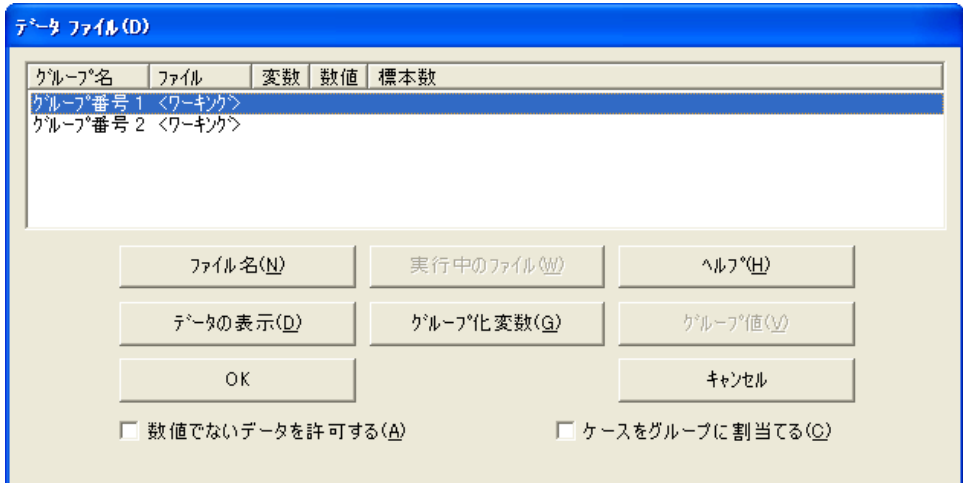 ﾃﾞｰﾀ ﾌｧｲﾙ(D)
ｸﾞﾙｰﾌﾟ名 ﾌｧｲﾙ 変数 数値 標本数
ｸﾞﾙｰﾌﾟ番号 1 <ﾜｰｷﾝｸﾞ>
ｸﾞﾙｰﾌﾟ番号 2 <ﾜｰｷﾝｸﾞ>
ﾌｧｲﾙ名(N) 実行中のﾌｧｲﾙ(W) ﾍﾙﾌﾟ(H)
ﾃﾞｰﾀの表示(D) ｸﾞﾙｰﾌﾟ化変数(G) ｸﾞﾙｰﾌﾟ値(V)
OK ｷｬﾝｾﾙ
数値でないデータを許可する(A) ケースをグループに割当てる(C)